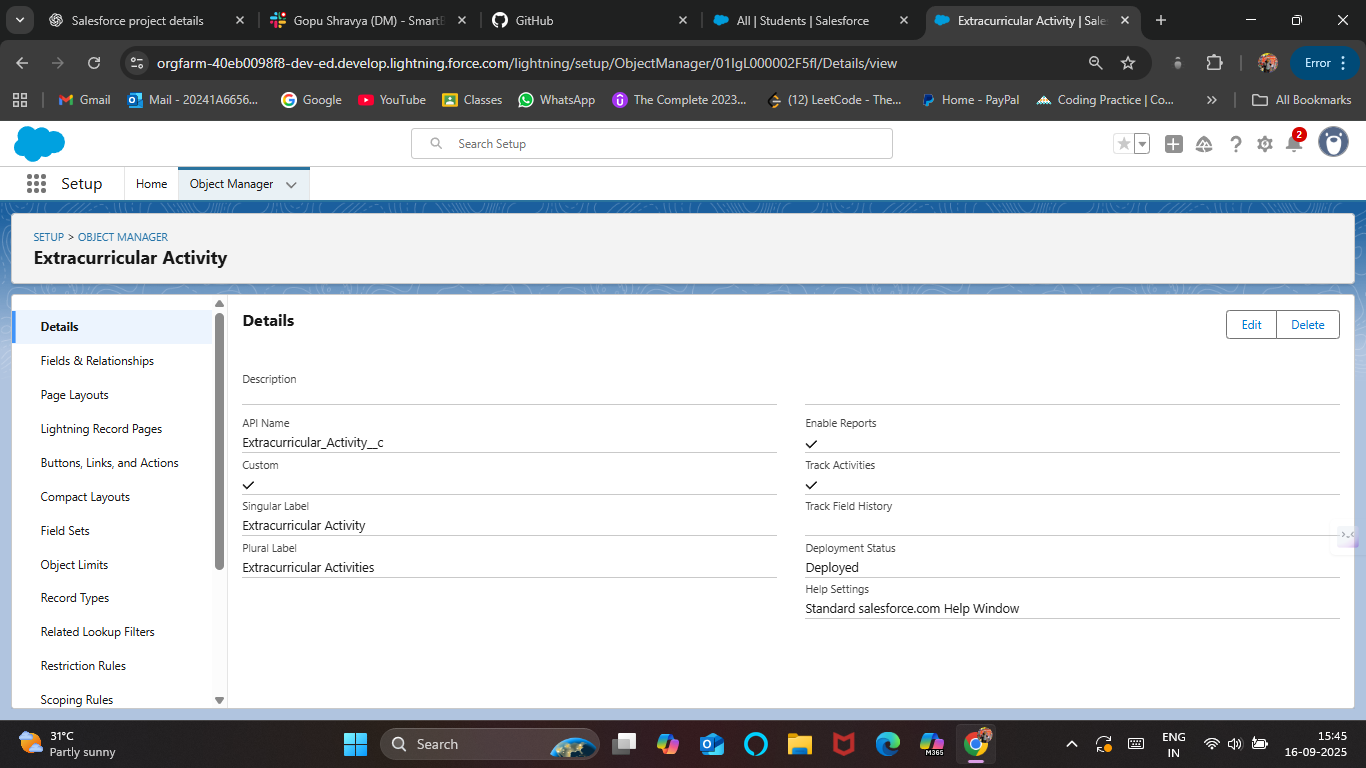 Salesforce project details
Gopu Shravya (DM) - SmartB
GitHub
All | Students | Salesforce
Extracurricular Activity | Sale
orgfarm-40eb0098f8-dev-ed.develop.lightning.force.com/lightning/setup/ObjectManager/01IgL000002F5fl/Details/view
Error
Gmail
Mail - 20241A6656...
Google
YouTube
Classes
WhatsApp
The Complete 2023...
(12) LeetCode - The...
Home - PayPal
Coding Practice | Co...
»
All Bookmarks
Search Setup
2
Setup
Home
Object Manager
SETUP > OBJECT MANAGER
Extracurricular Activity
Details
Fields & Relationships
Page Layouts
Lightning Record Pages
Buttons, Links, and Actions
Compact Layouts
Field Sets
Object Limits
Record Types
Related Lookup Filters
Restriction Rules
Scoping Rules
Details
Edit
Delete
Description
API Name
Extracurricular_Activity__c
Custom
Singular Label
Extracurricular Activity
Plural Label
Extracurricular Activities
Enable Reports
Track Activities
Track Field History
Deployment Status
Deployed
Help Settings
Standard salesforce.com Help Window
31°C
Partly sunny
Search
M365
ENG
IN
15:45
16-09-2025